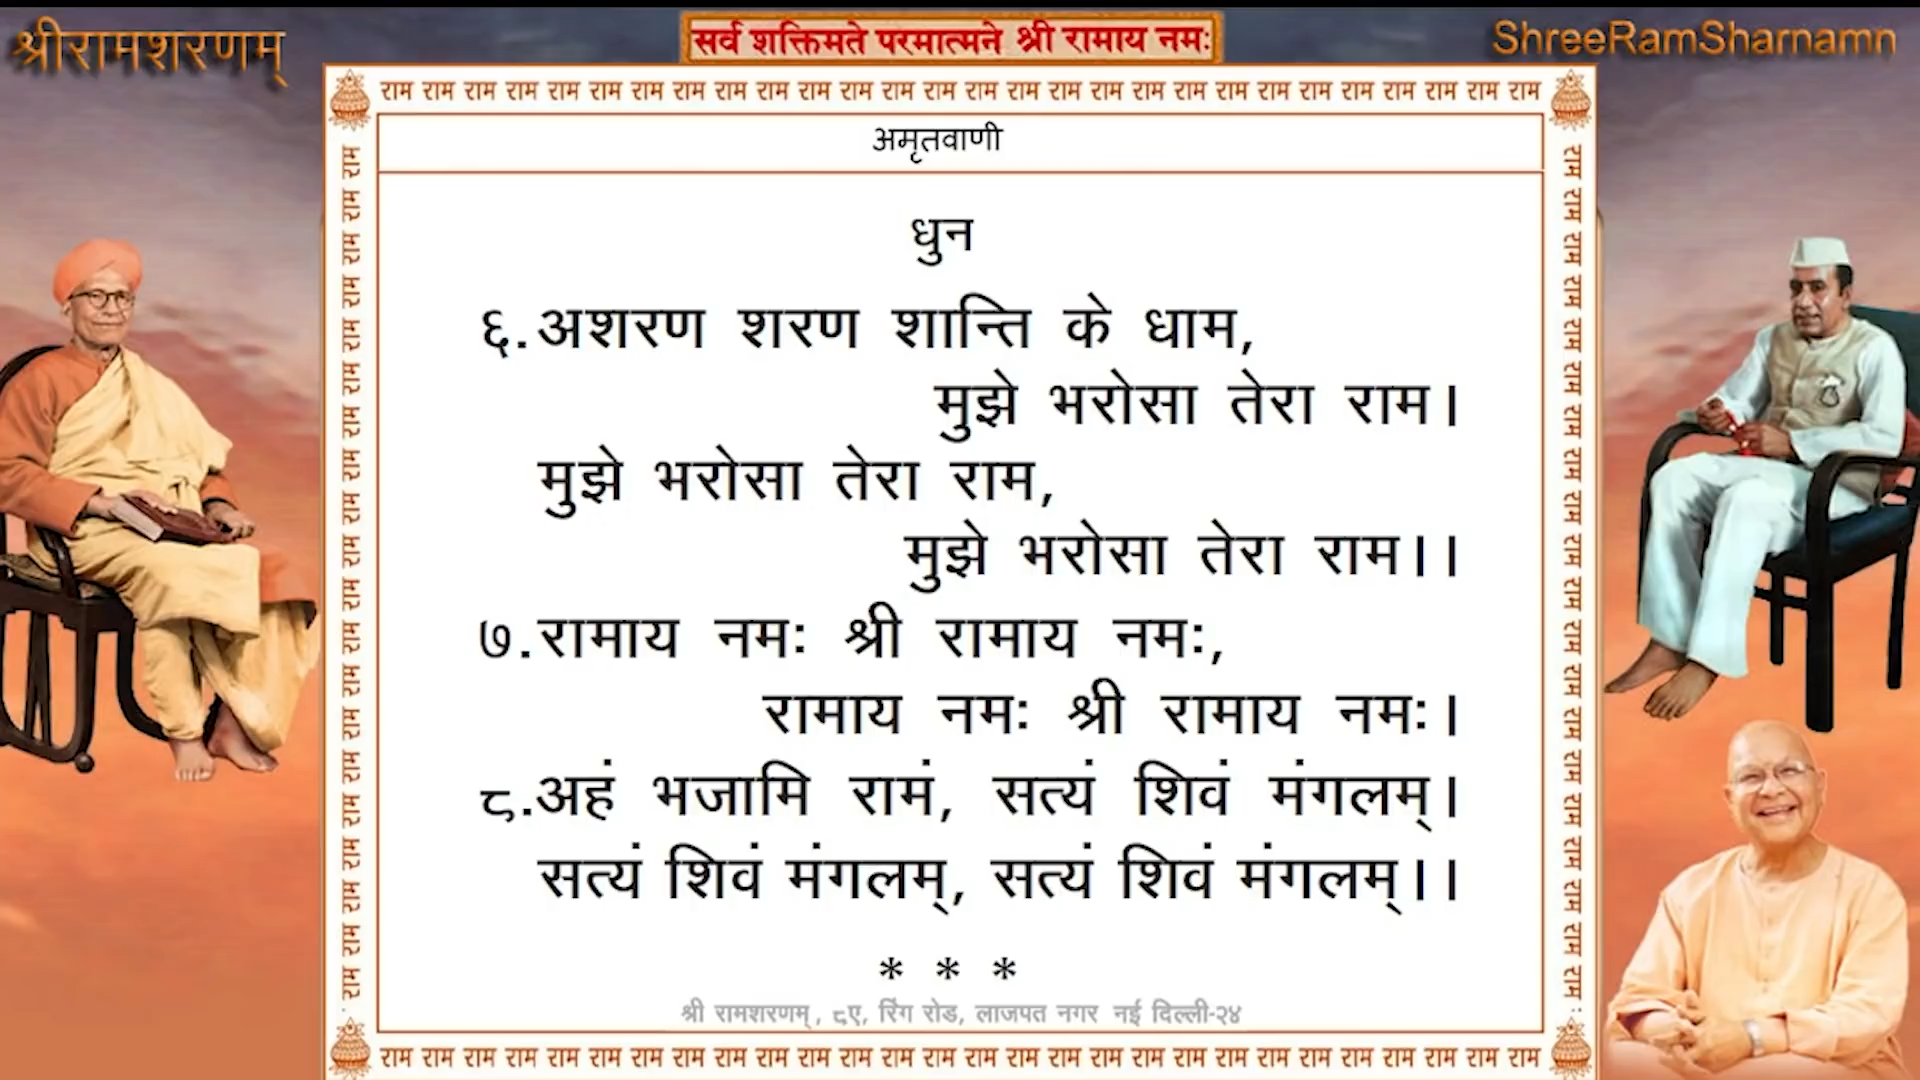 श्रीरामशरणम्
सर्व शक्तिमते परमात्मने श्री रामाय नमः
ShreeRamSharnamn
राम राम राम राम राम राम राम राम राम राम राम राम राम राम राम राम राम राम राम राम राम राम राम राम राम राम राम राम
अमृतवाणी
धुन
६.अशरण शरण शान्ति के धाम,
मुझे भरोसा तेरा राम।
मुझे भरोसा तेरा राम,
मुझे भरोसा तेरा राम।।
७.रामाय नमः श्री रामाय नमः,
रामाय नमः श्री रामाय नमः।
८.अहं भजामि रामं, सत्यं शिवं मंगलम्।
सत्यं शिवं मंगलम्, सत्यं शिवं मंगलम्।।
* * *
श्री रामशरणम्, ८ए, रिंग रोड, लाजपत नगर नई दिल्ली-२४
राम राम राम राम राम राम राम राम राम राम राम राम राम राम राम राम राम राम राम राम राम राम राम राम राम राम राम राम
राम राम राम राम राम राम राम राम राम राम राम राम राम राम राम राम राम राम राम राम
राम राम राम राम राम राम राम राम राम राम राम राम राम राम राम राम राम राम राम राम